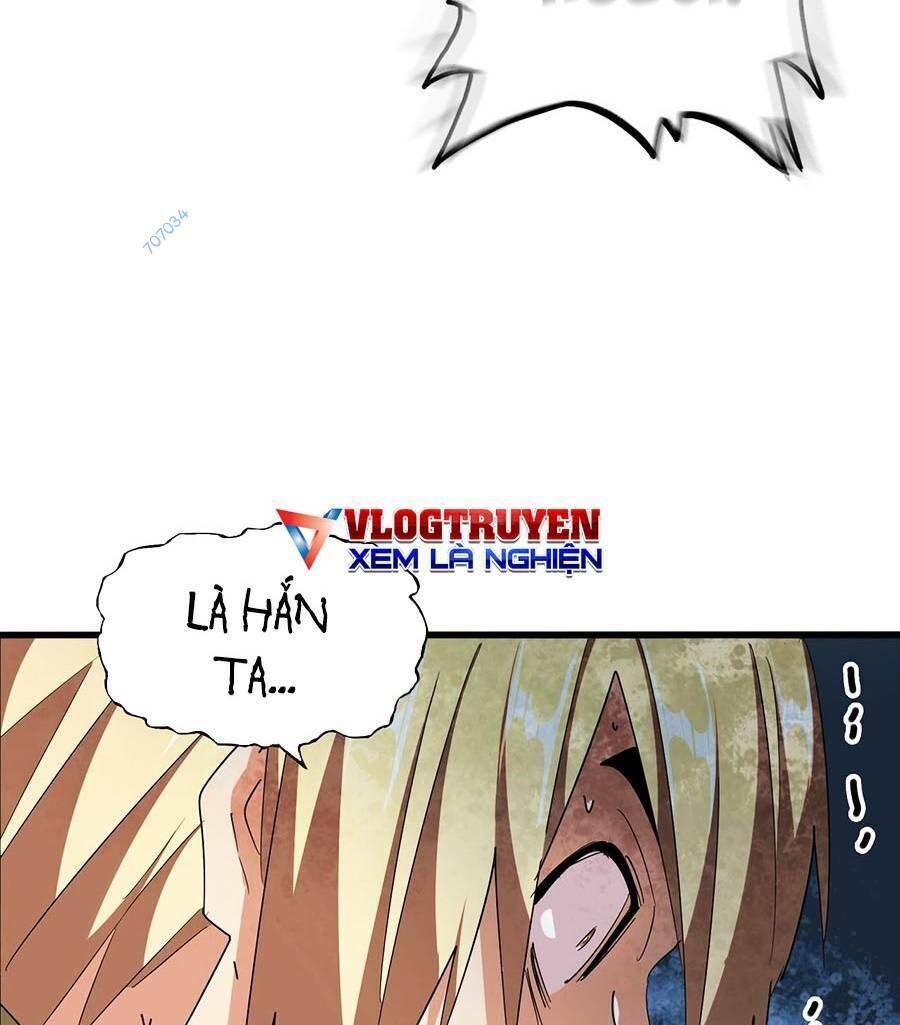 707034
VLOGTRUYEN
XEM LÀ NGHIỆN
LÀ HẮN
TA...